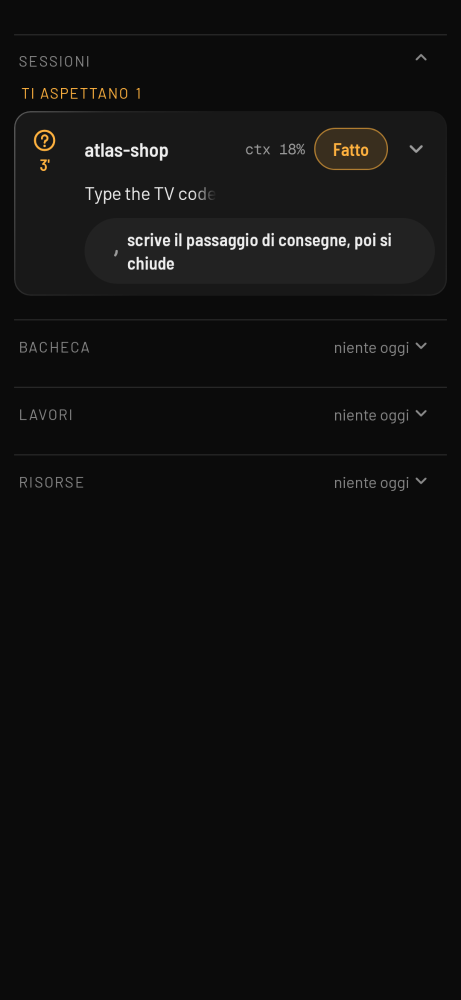 SESSIONI
TI ASPETTANO 1
atlas-shop
ctx 18%
Fatto
3'
Type the TV code
, scrive il passaggio di consegne, poi si
chiude
BACHECA
niente oggi
LAVORI
niente oggi
RISORSE
niente oggi